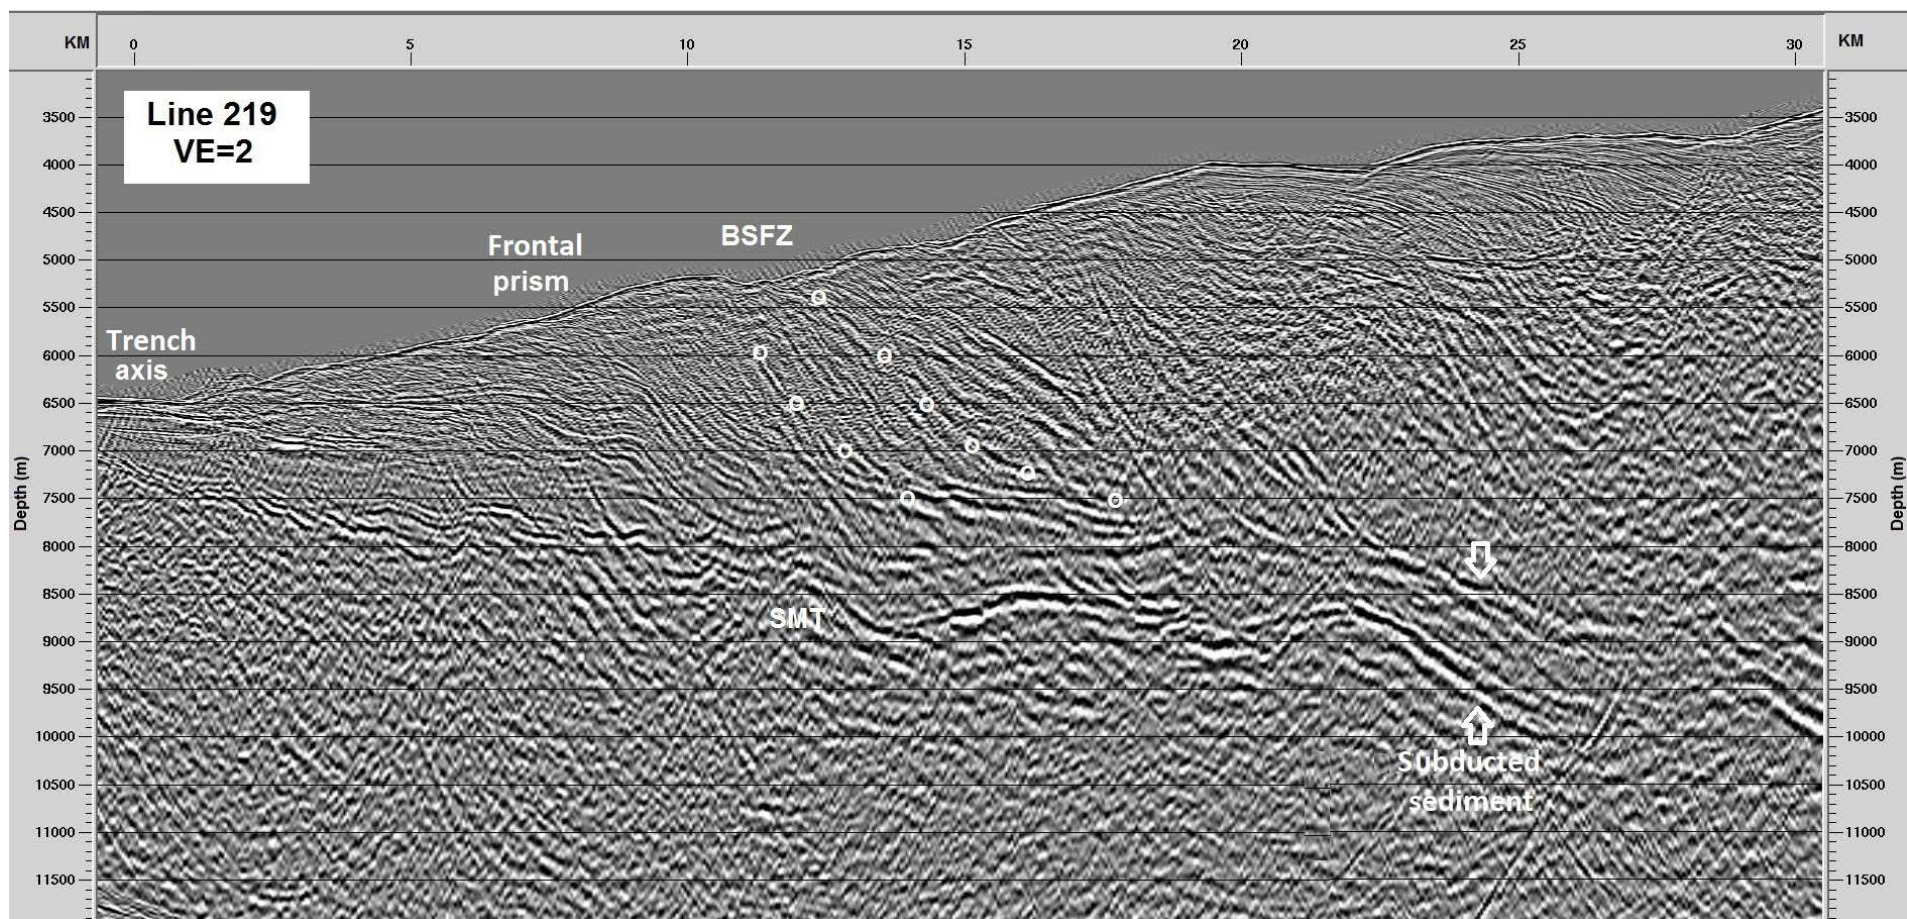 KM 0 5 10 15 20 25 30 KM
Line 219
VE=2
BSFZ
Frontal
prism
Trench
axis
SMT
Subducted
sediment
Depth (m)
3500
4000
4500
5000
5500
6000
6500
7000
7500
8000
8500
9000
9500
10000
10500
11000
11500
Depth (m)
3500
4000
4500
5000
5500
6000
6500
7000
7500
8000
8500
9000
9500
10000
10500
11000
11500